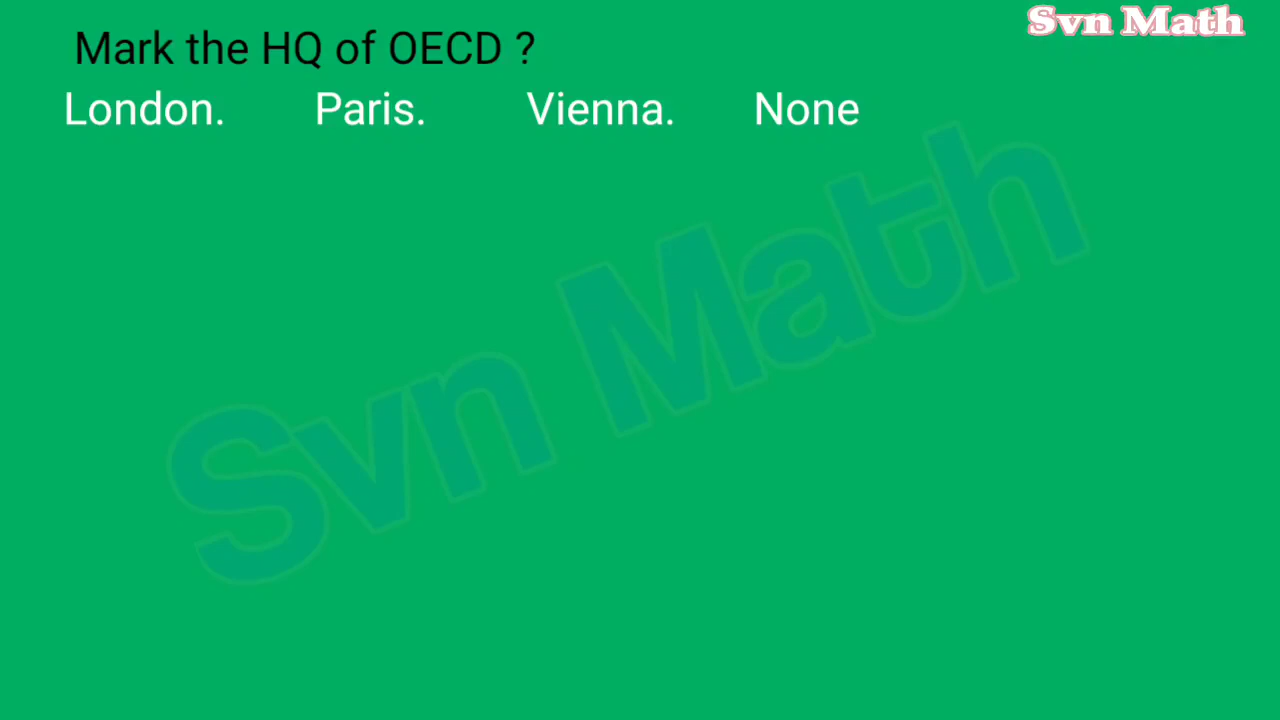 Svn Math
Mark the HQ of OECD ?
London. Paris. Vienna. None
Svn Math